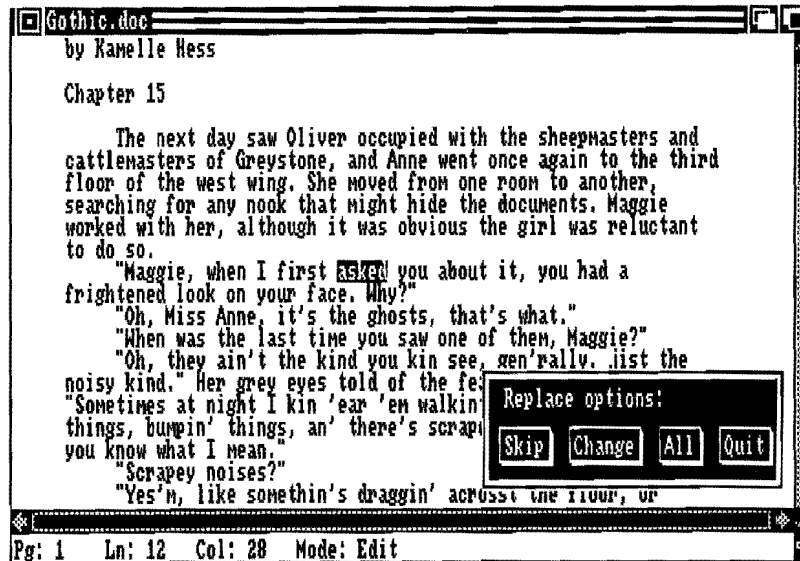 Gothic.doc
by Kamelle Hess
Chapter 15
The next day saw Oliver occupied with the sheepmasters and
cattlemasters of Greystone, and Anne went once again to the third
floor of the west wing. She moved from one room to another,
searching for any nook that might hide the documents. Maggie
worked with her, although it was obvious the girl was reluctant
to do so.
"Maggie, when I first asked you about it, you had a
frightened look on your face. Why?"
"Oh, Miss Anne, it's the ghosts, that's what."
"When was the last time you saw one of them, Maggie?"
"Oh, they ain't the kind you kin see, gen'rally. jist the
noisy kind." Her grey eyes told of the
"Sometimes at night I kin 'ear 'em
things, bumpin' things, an' there's
you know what I mean."
"Scrapey noises?"
"Yes'm, like somethin's draggin' acrosst the floor, or
Replace options:
Skip Change All Quit
Pg: 1 Ln: 12 Col: 28 Mode: Edit